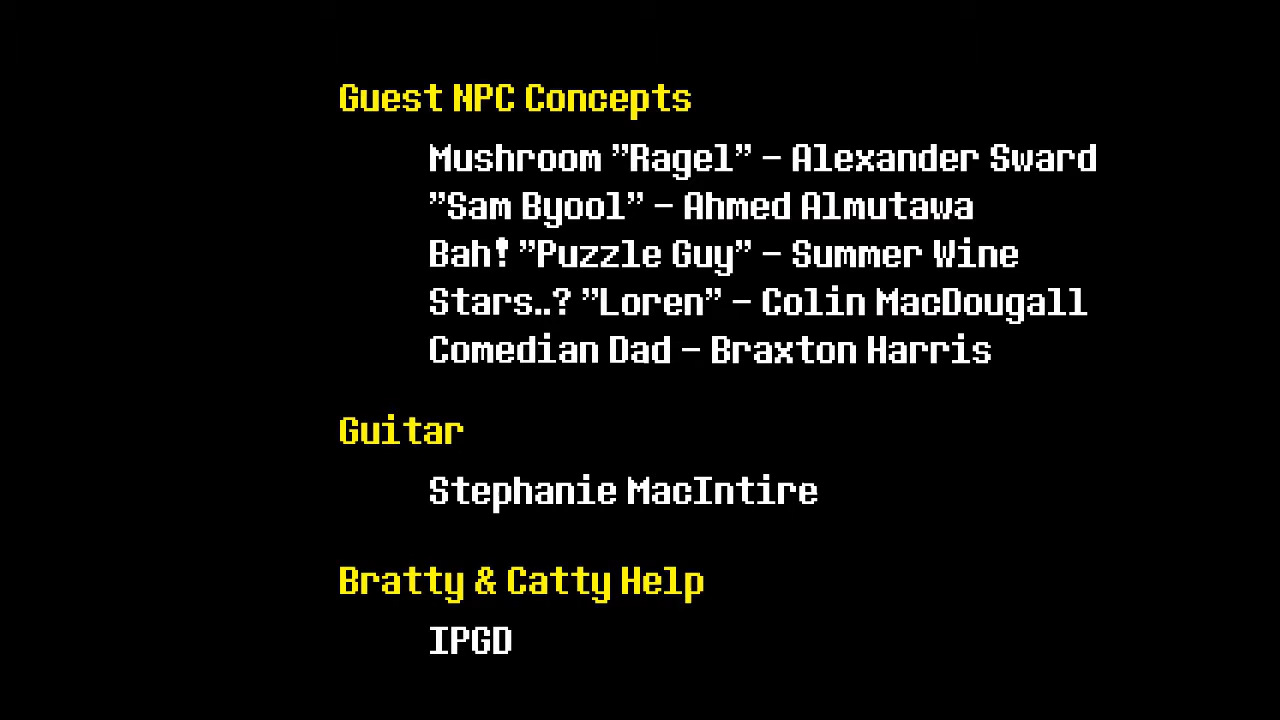 Guest NPC Concepts
Mushroom "Ragel" - Alexander Sward
"Sam Byool" - Ahmed Almutawa
Bah! "Puzzle Guy" - Summer Wine
Stars..? "Loren" - Colin MacDougall
Comedian Dad - Braxton Harris
Guitar
Stephanie MacIntire
Bratty & Catty Help
IPGD